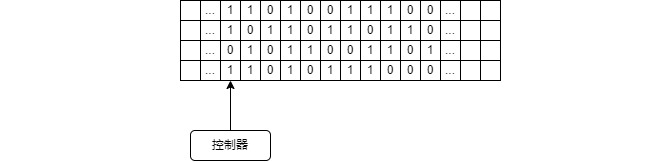 ... 1 1 0 1 0 0 1 1 1 0 0 ...
... 1 0 1 1 0 1 1 0 1 1 0 ...
... 0 1 0 1 1 0 0 1 1 0 1 ...
... 1 1 0 1 0 1 1 1 0 0 0 ...
控制器